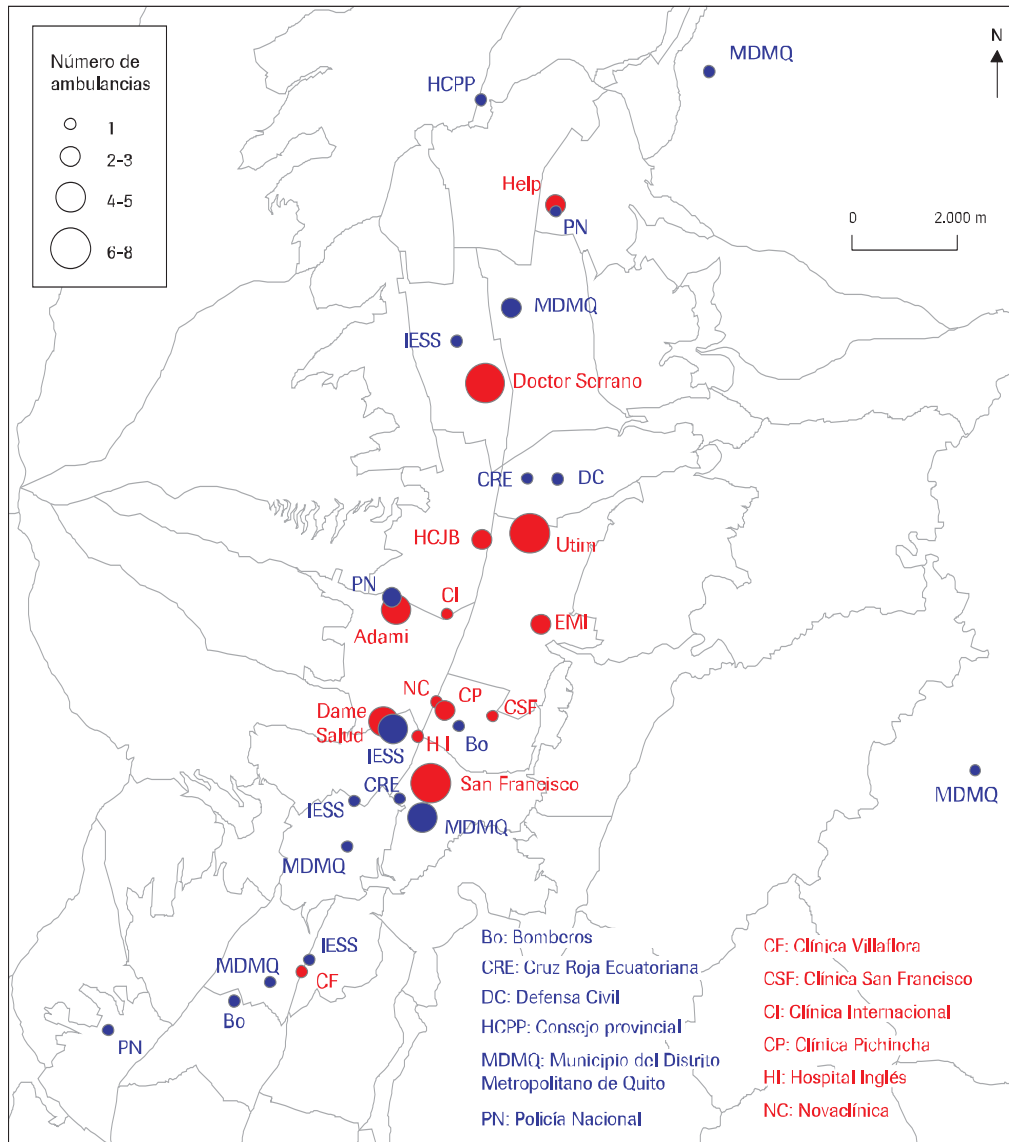 Número de
ambulancias
1
2-3
4-5
6-8
N
MDMQ
HCPP
Help
PN
0
2.000 m
MDMQ
IESS
Doctor Serrano
CRE
DC
HCJB
Utim
PN
CI
Adami
EMI
NC
CP
CSF
Dame
Salud
HI
Bo
IESS
CRE
San Francisco
IESS
MDMQ
MDMQ
MDMQ
IESS
MDMQ
CF
Bo
PN
Bo: Bomberos
CRE: Cruz Roja Ecuatoriana
DC: Defensa Civil
HCPP: Consejo provincial
MDMQ: Municipio del Distrito
Metropolitano de Quito
PN: Policía Nacional
CF: Clínica Villaflora
CSF: Clínica San Francisco
CI: Clínica Internacional
CP: Clínica Pichincha
HI: Hospital Inglés
NC: Novaclínica